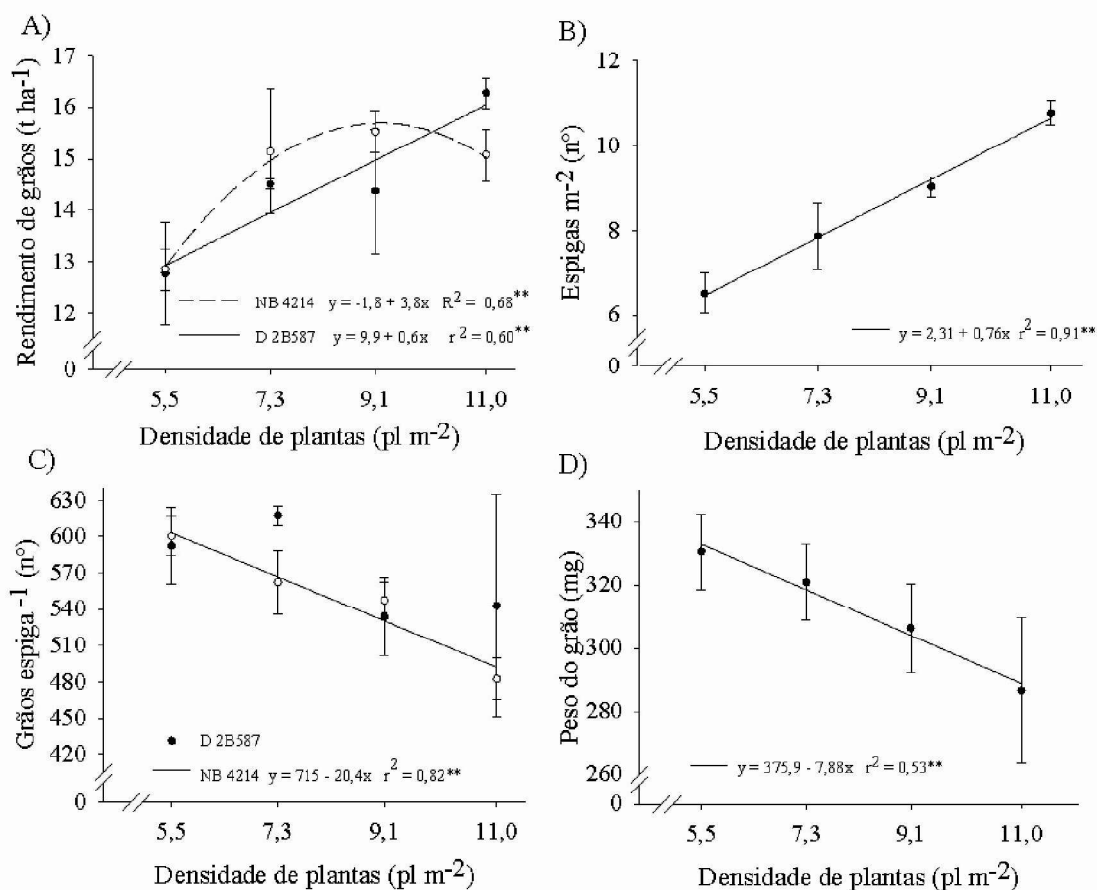 A)
Rendimento de grãos (t ha-1)
17
16
15
14
13
12
0
NB 4214 y = -1,8 + 3,8x R2 = 0,68**
D 2B587 y = 9,9 + 0,6x r2 = 0,60**
5,5 7,3 9,1 11,0
Densidade de plantas (pl m-2)
B)
Espigas m-2 (n°)
12
10
8
6
0
y = 2,31 + 0,76x r2 = 0,91**
5,5 7,3 9,1 11,0
Densidade de plantas (pl m-2)
C)
Grãos espiga -1 (n°)
630
600
570
540
510
480
450
420
0
D 2B587
NB 4214 y = 715 - 20,4x r2 = 0,82**
5,5 7,3 9,1 11,0
Densidade de plantas (pl m-2)
D)
Peso do grão (mg)
340
320
300
280
260
0
y = 375,9 - 7,88x r2 = 0,53**
5,5 7,3 9,1 11,0
Densidade de plantas (pl m-2)